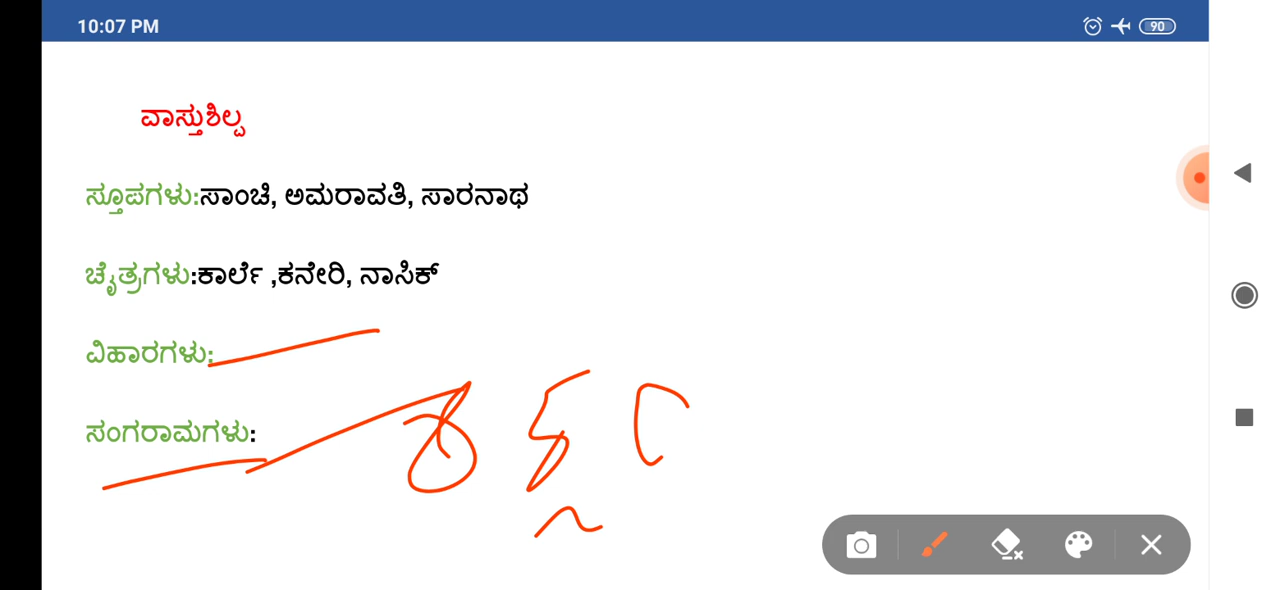 10:07 PM
90
ವಾಸ್ತುಶಿಲ್ಪ
ಸ್ತೂಪಗಳು:ಸಾಂಚಿ, ಅಮರಾವತಿ, ಸಾರನಾಥ
ಚೈತ್ರಗಳು:ಕಾರ್ಲೆ ,ಕನೇರಿ, ನಾಸಿಕ್
ವಿಹಾರಗಳು:
ಸಂಗರಾಮಗಳು: